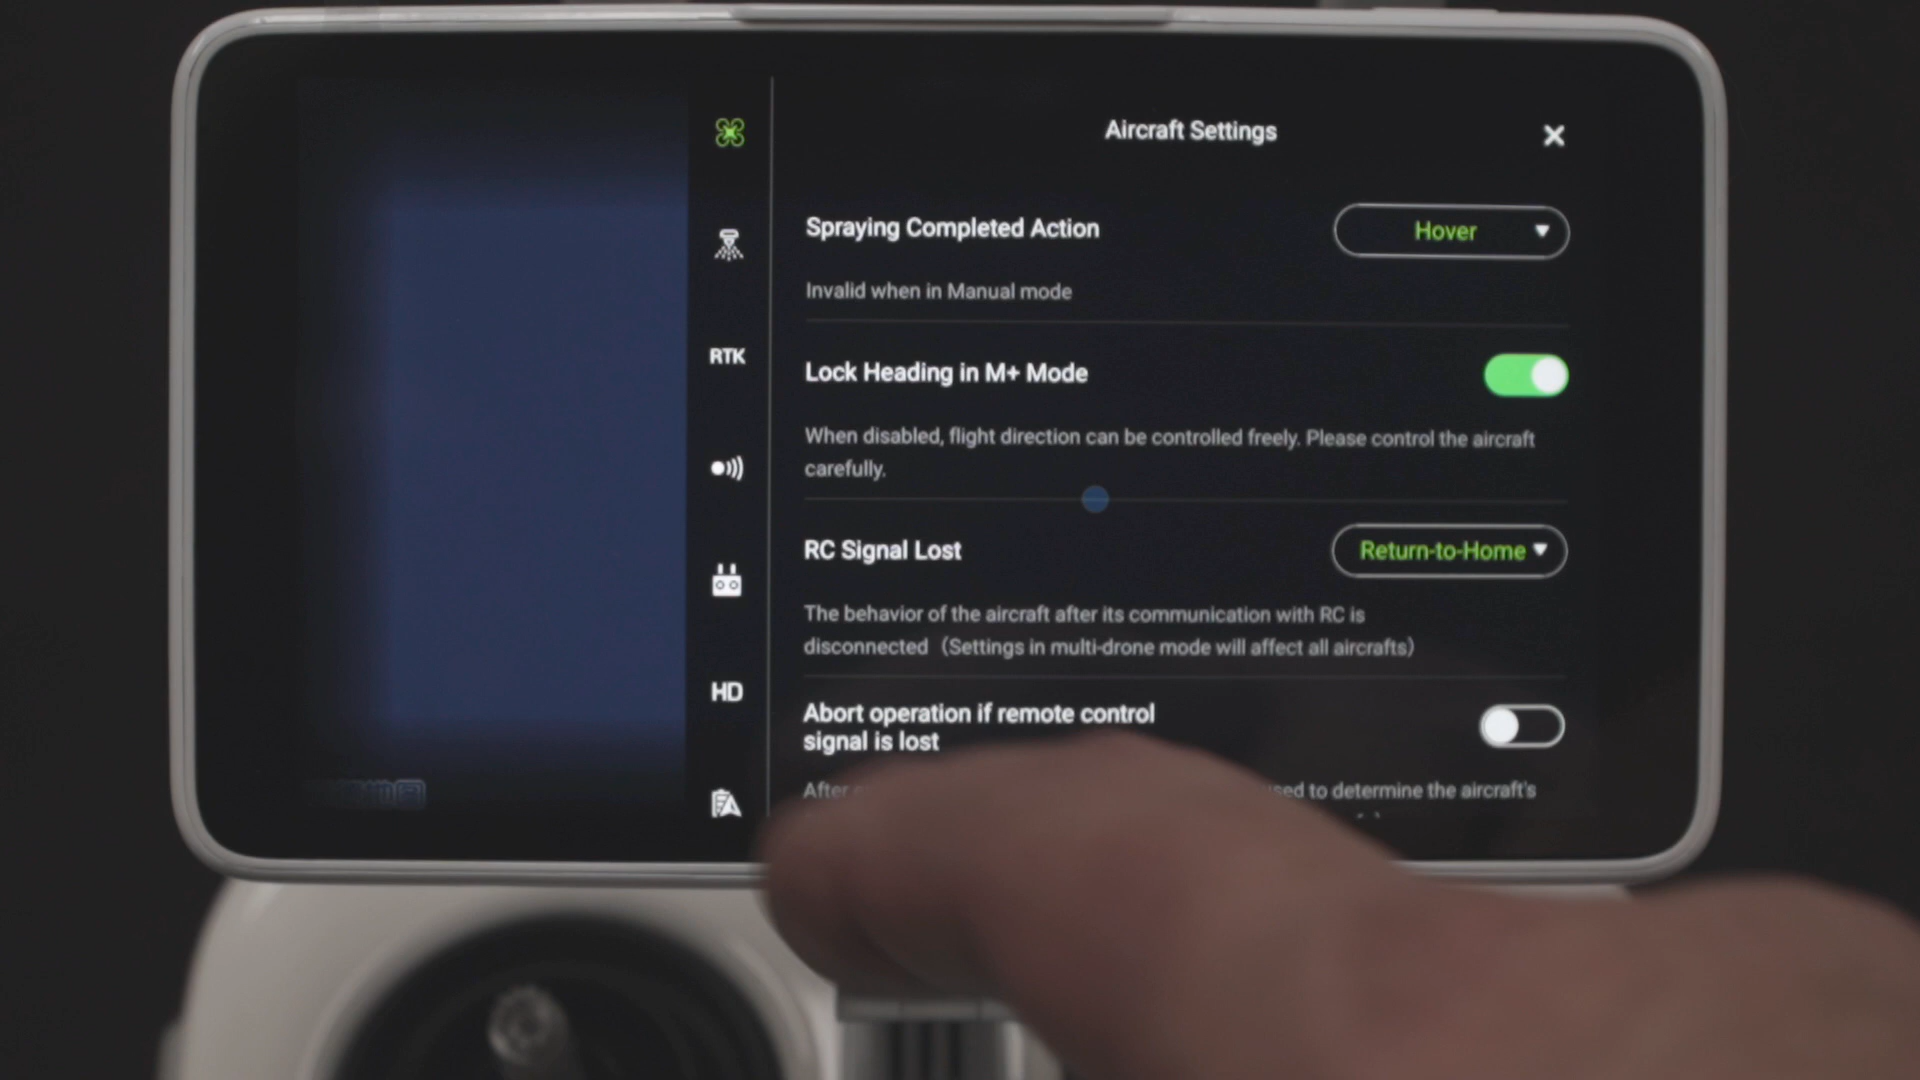 Aircraft Settings
Spraying Completed Action
Hover
Invalid when in Manual mode
RTK
Lock Heading in M+ Mode
When disabled, flight direction can be controlled freely. Please control the aircraft
carefully.
RC Signal Lost
Return-to-Home
The behavior of the aircraft after its communication with RC is
disconnected（Settings in multi-drone mode will affect all aircrafts）
HD
Abort operation if remote control
signal is lost
After
to determine the aircraft's